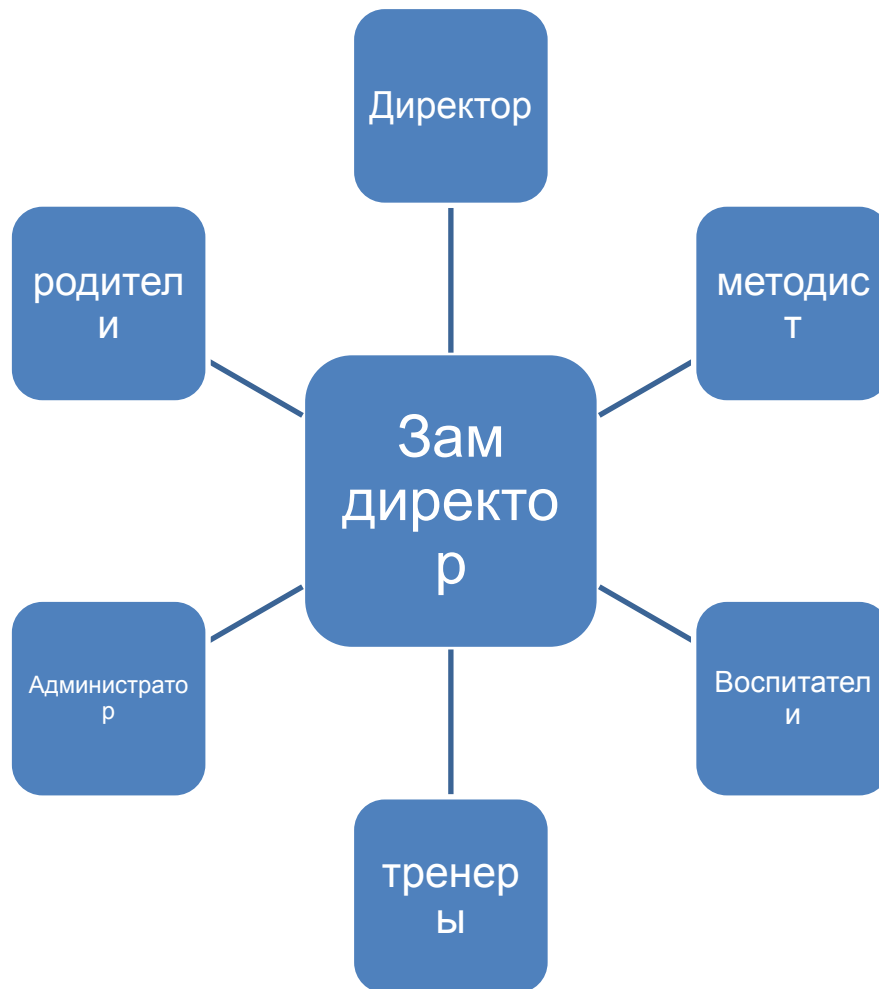 Директор
родител
и
методис
т
Зам
директо
р
Администрато
р
Воспитател
и
тренер
ы